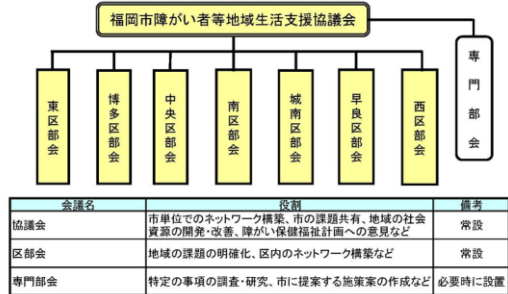 福岡市障がい者等地域生活支援協議会
東区部会
博多区部会
中央区部会
南区部会
城南区部会
早良区部会
西区部会
専門部会
会議名 役割 備考
協議会 市単位でのネットワーク構築、市の課題共有、地域の社会
資源の開発・改善、障がい保健福祉計画への意見など 常設
区部会 地域の課題の明確化、区内のネットワーク構築など 常設
専門部会 特定の事項の調査・研究、市に提案する施策案の作成など 必要時に設置